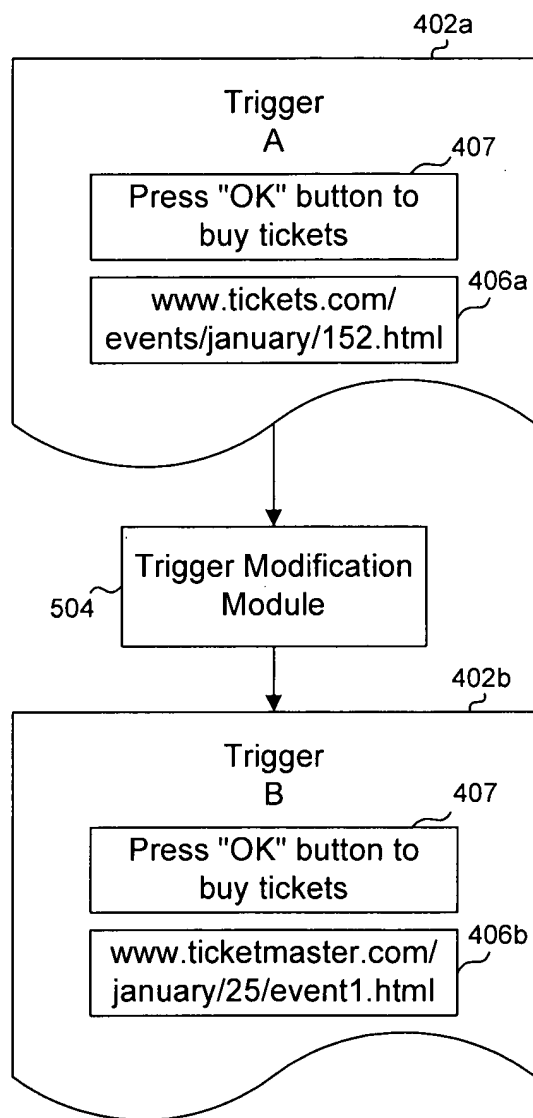 402a
Trigger
A
407
Press "OK" button to
buy tickets
406a
www.tickets.com/
events/january/152.html
Trigger Modification
Module
504
402b
Trigger
B
407
Press "OK" button to
buy tickets
406b
www.ticketmaster.com/
january/25/event1.html